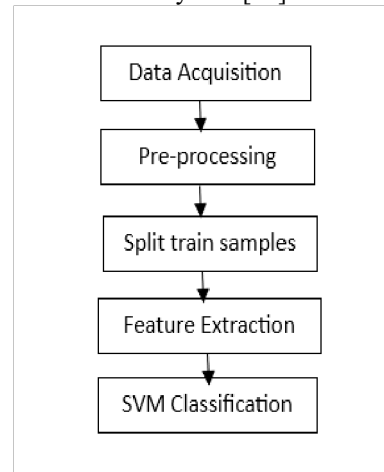 Data Acquisition
Pre-processing
Split train samples
Feature Extraction
SVM Classification